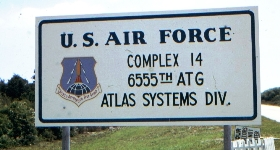 U.S. AIR FORCE
COMPLEX 14
6555TH ATG
ATLAS SYSTEMS DIV.